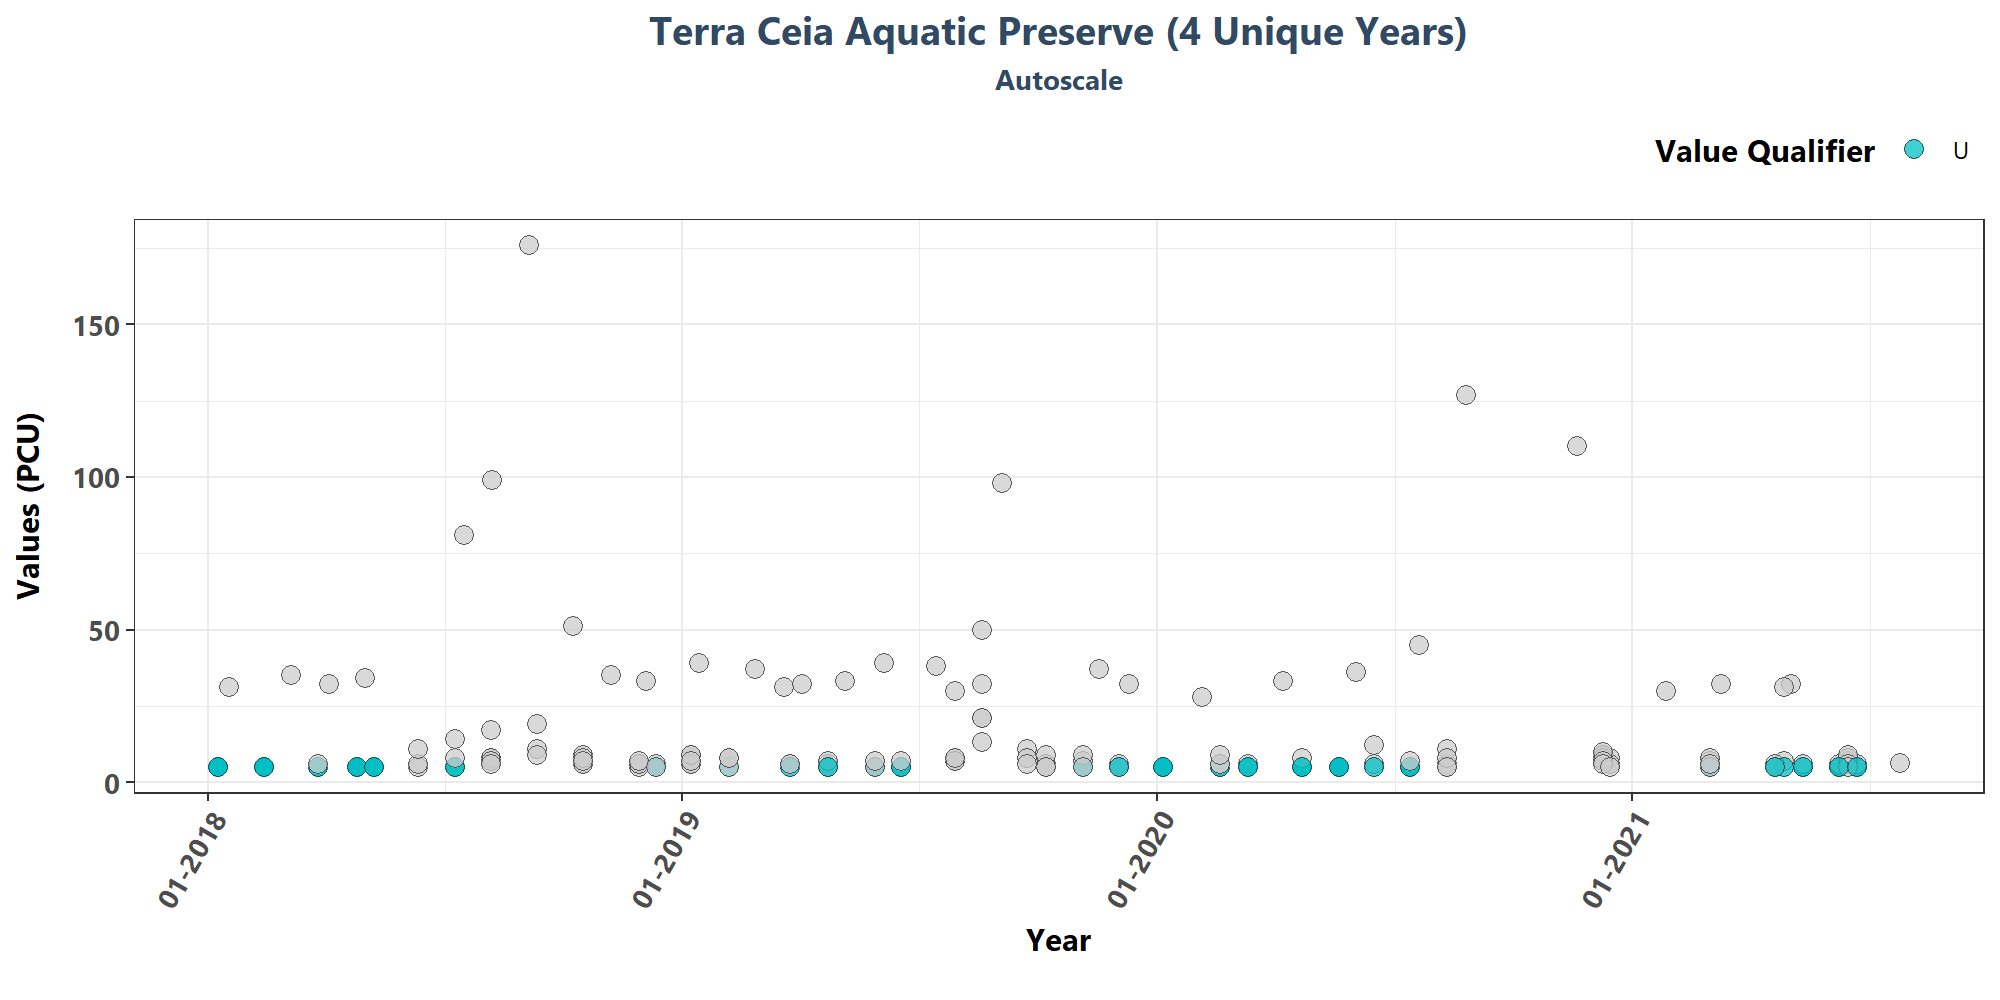 Terra Ceia Aquatic Preserve (4 Unique Years)
Autoscale
Value Qualifier U
Values (PCU)
150
100
50
0
01-2018 01-2019 01-2020 01-2021
Year